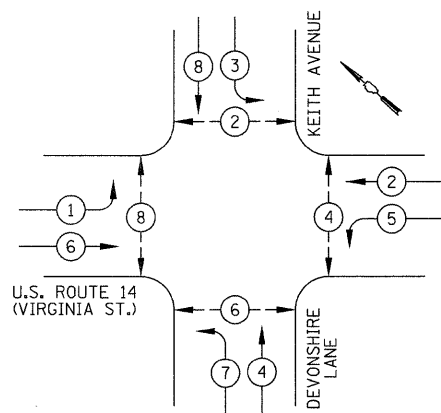 8
3
KEITH AVENUE
2
1
8
6
4
2
5
U.S. ROUTE 14
(VIRGINIA ST.)
6
7
4
DEVONSHIRE
LANE